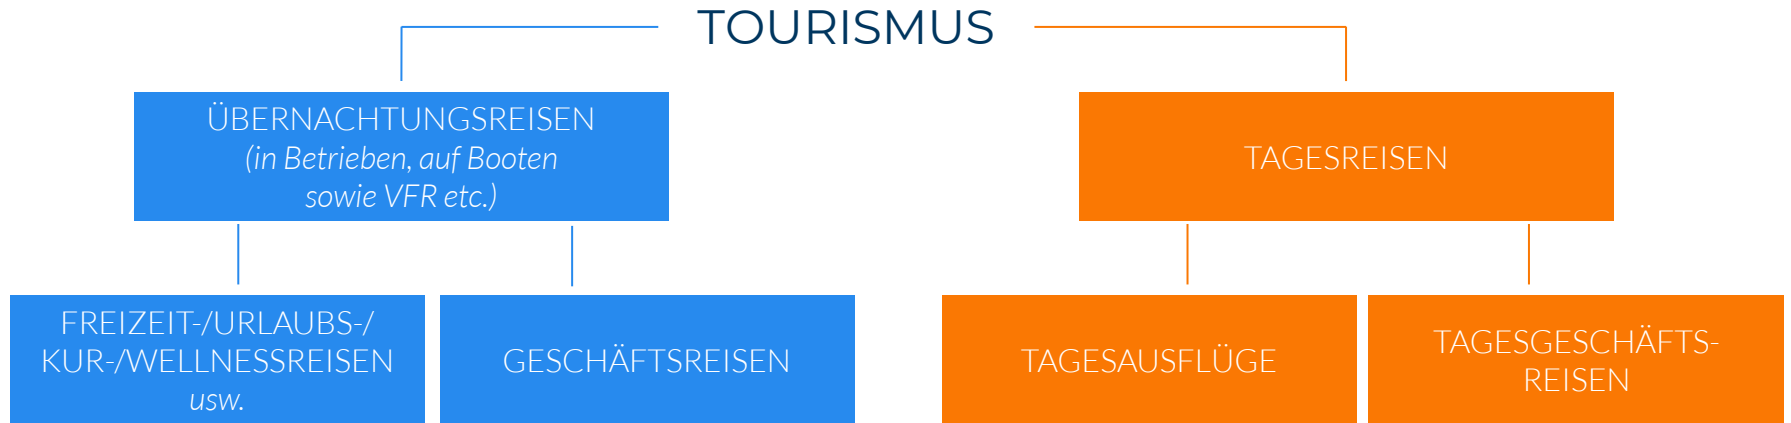 TOURISMUS
ÜBERNACHTUNGSREISEN
(in Betrieben, auf Booten
sowie VFR etc.)
TAGESREISEN
FREIZEIT-/URLAUBS-/
KUR-/WELLNESSREISEN
usw.
GESCHÄFTSREISEN
TAGESAUSFLÜGE
TAGESGESCHÄFTS-
REISEN